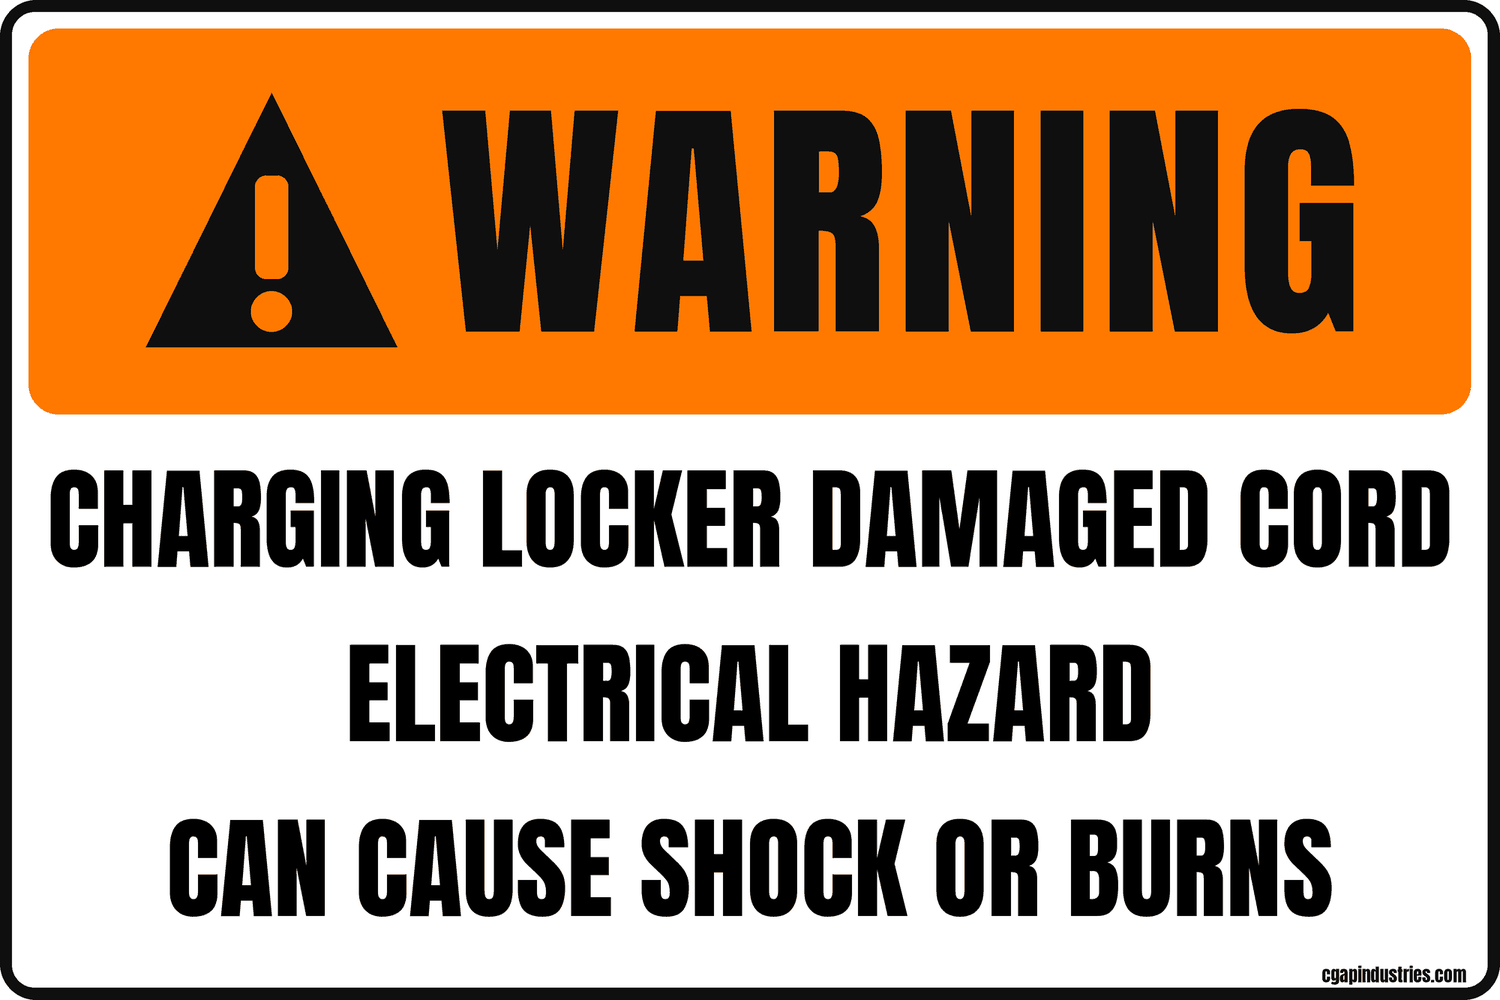 WARNING
CHARGING LOCKER DAMAGED CORD
ELECTRICAL HAZARD
CAN CAUSE SHOCK OR BURNS
cgapindustries.com